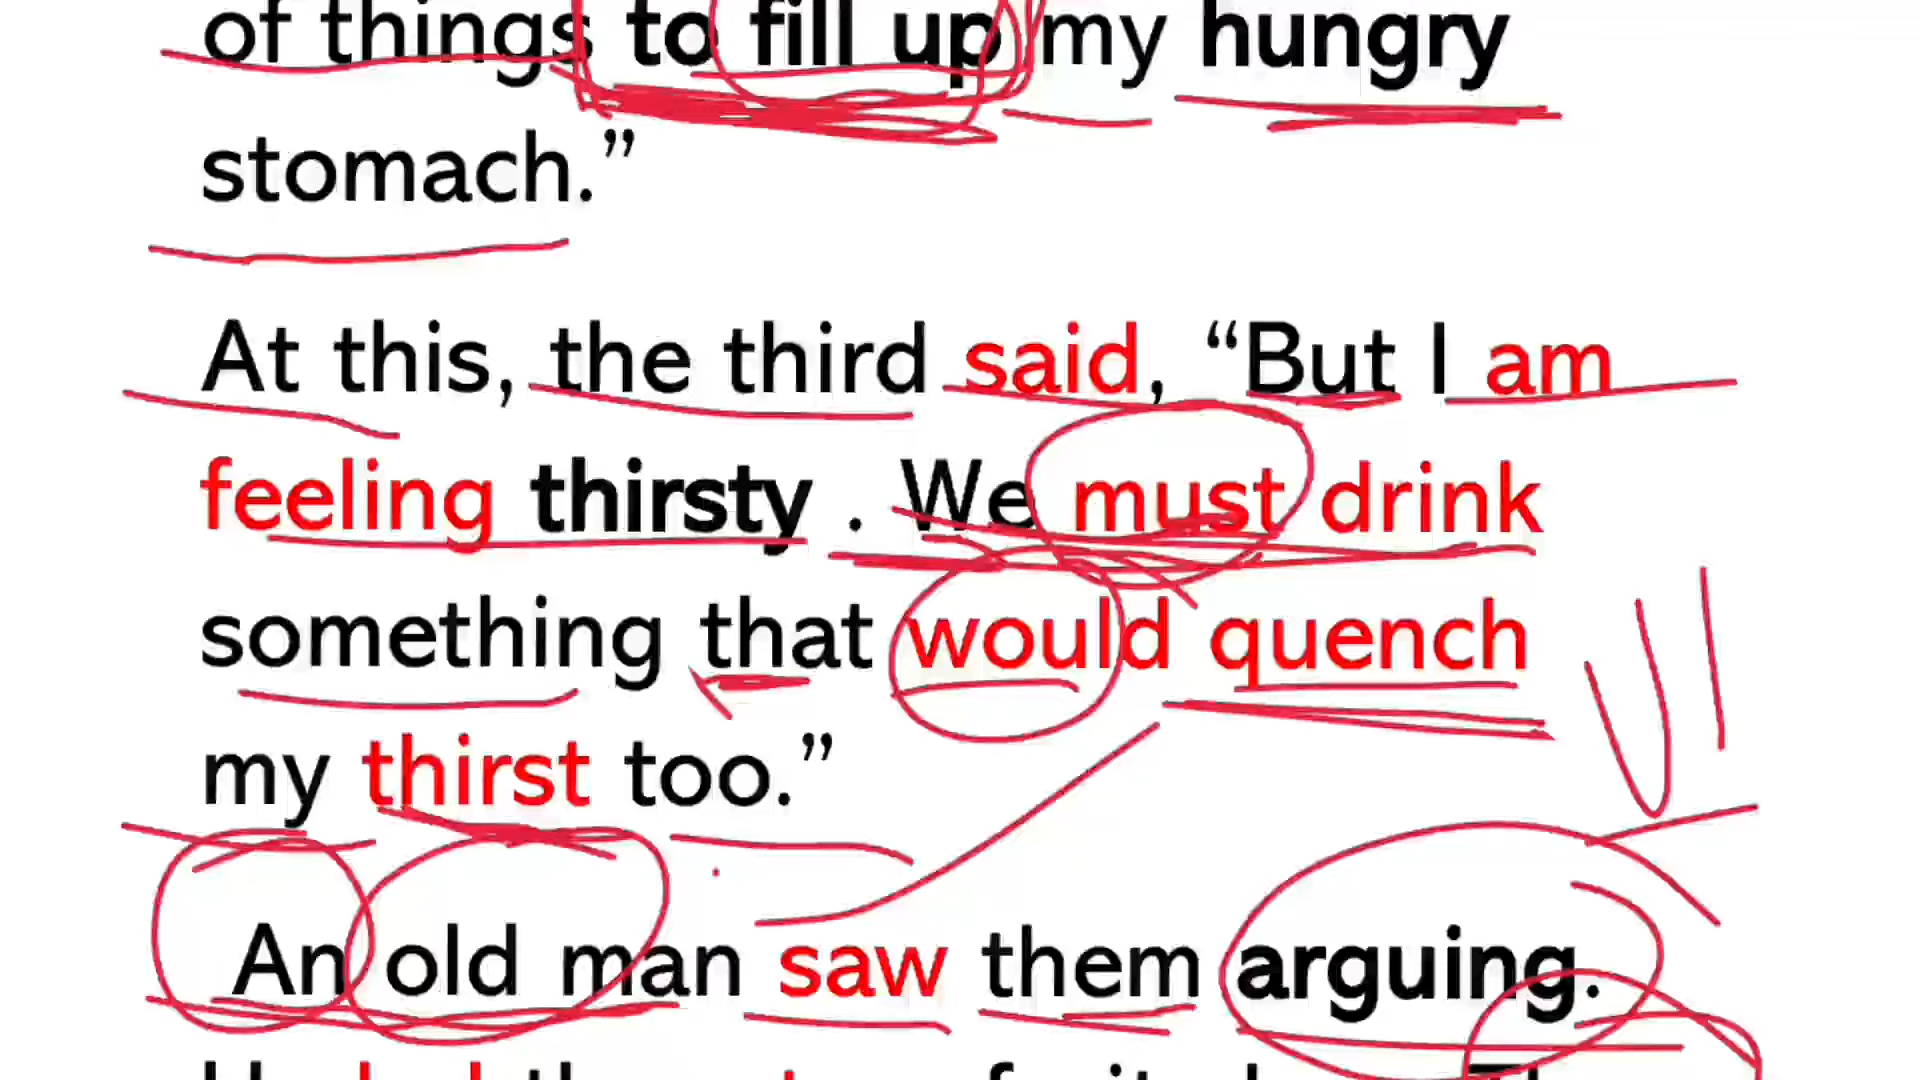 of things to fill up my hungry
stomach.”
At this, the third said, “But I am
feeling thirsty . We must drink
something that would quench
my thirst too.”
An old man saw them arguing.